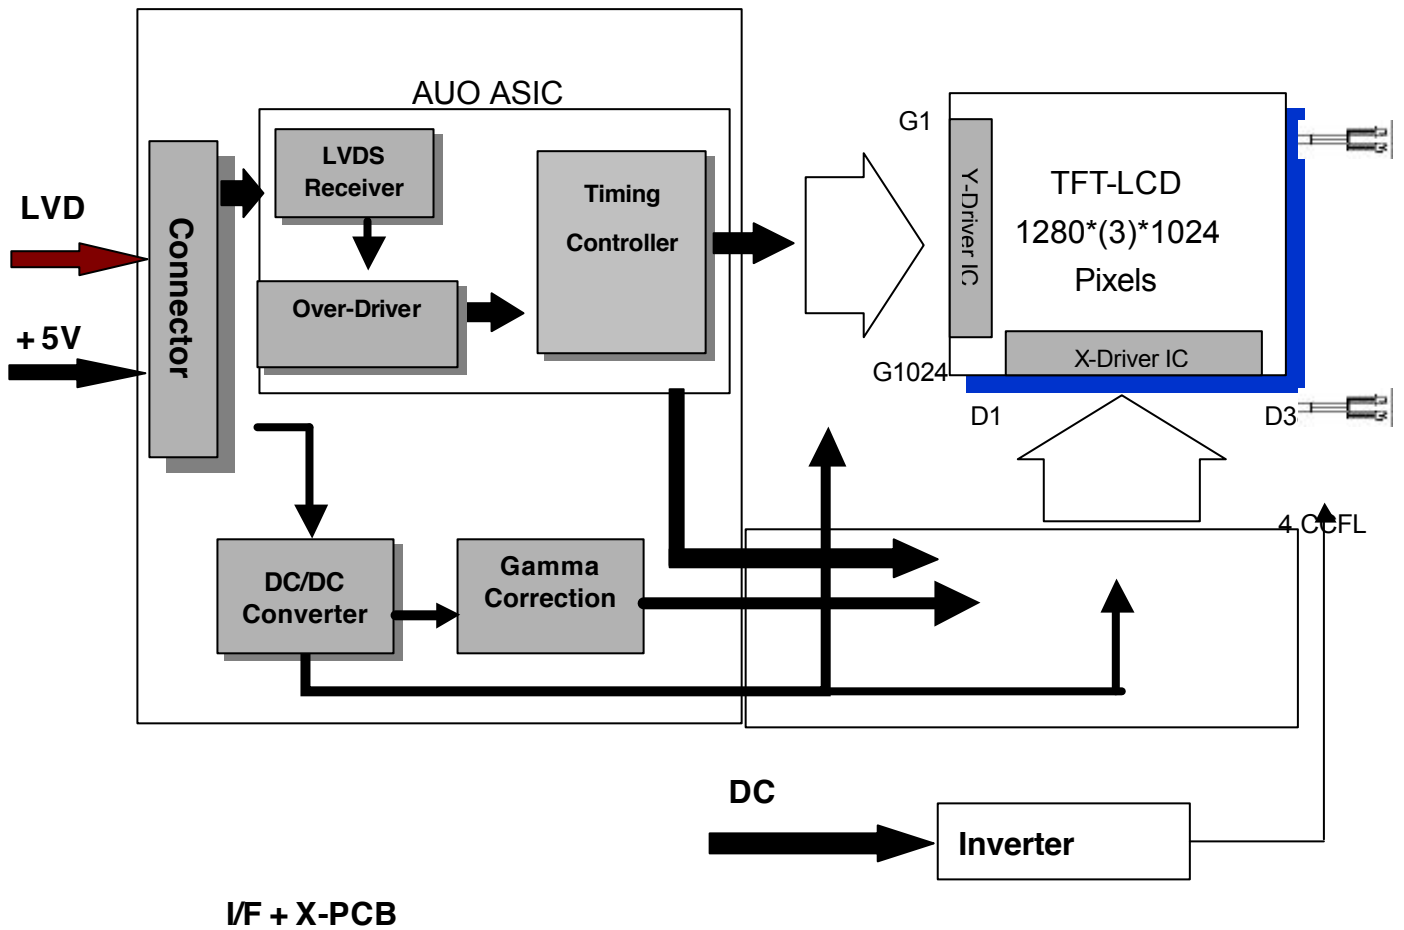 AUO ASIC
G1
LVDS
Receiver
Timing
Controller
TFT-LCD
1280*(3)*1024
Pixels
Y-Driver IC
LVD
Connector
Over-Driver
+5V
X-Driver IC
G1024
D1
D3
4 CCFL
DC/DC
Converter
Gamma
Correction
DC
Inverter
I/F + X-PCB